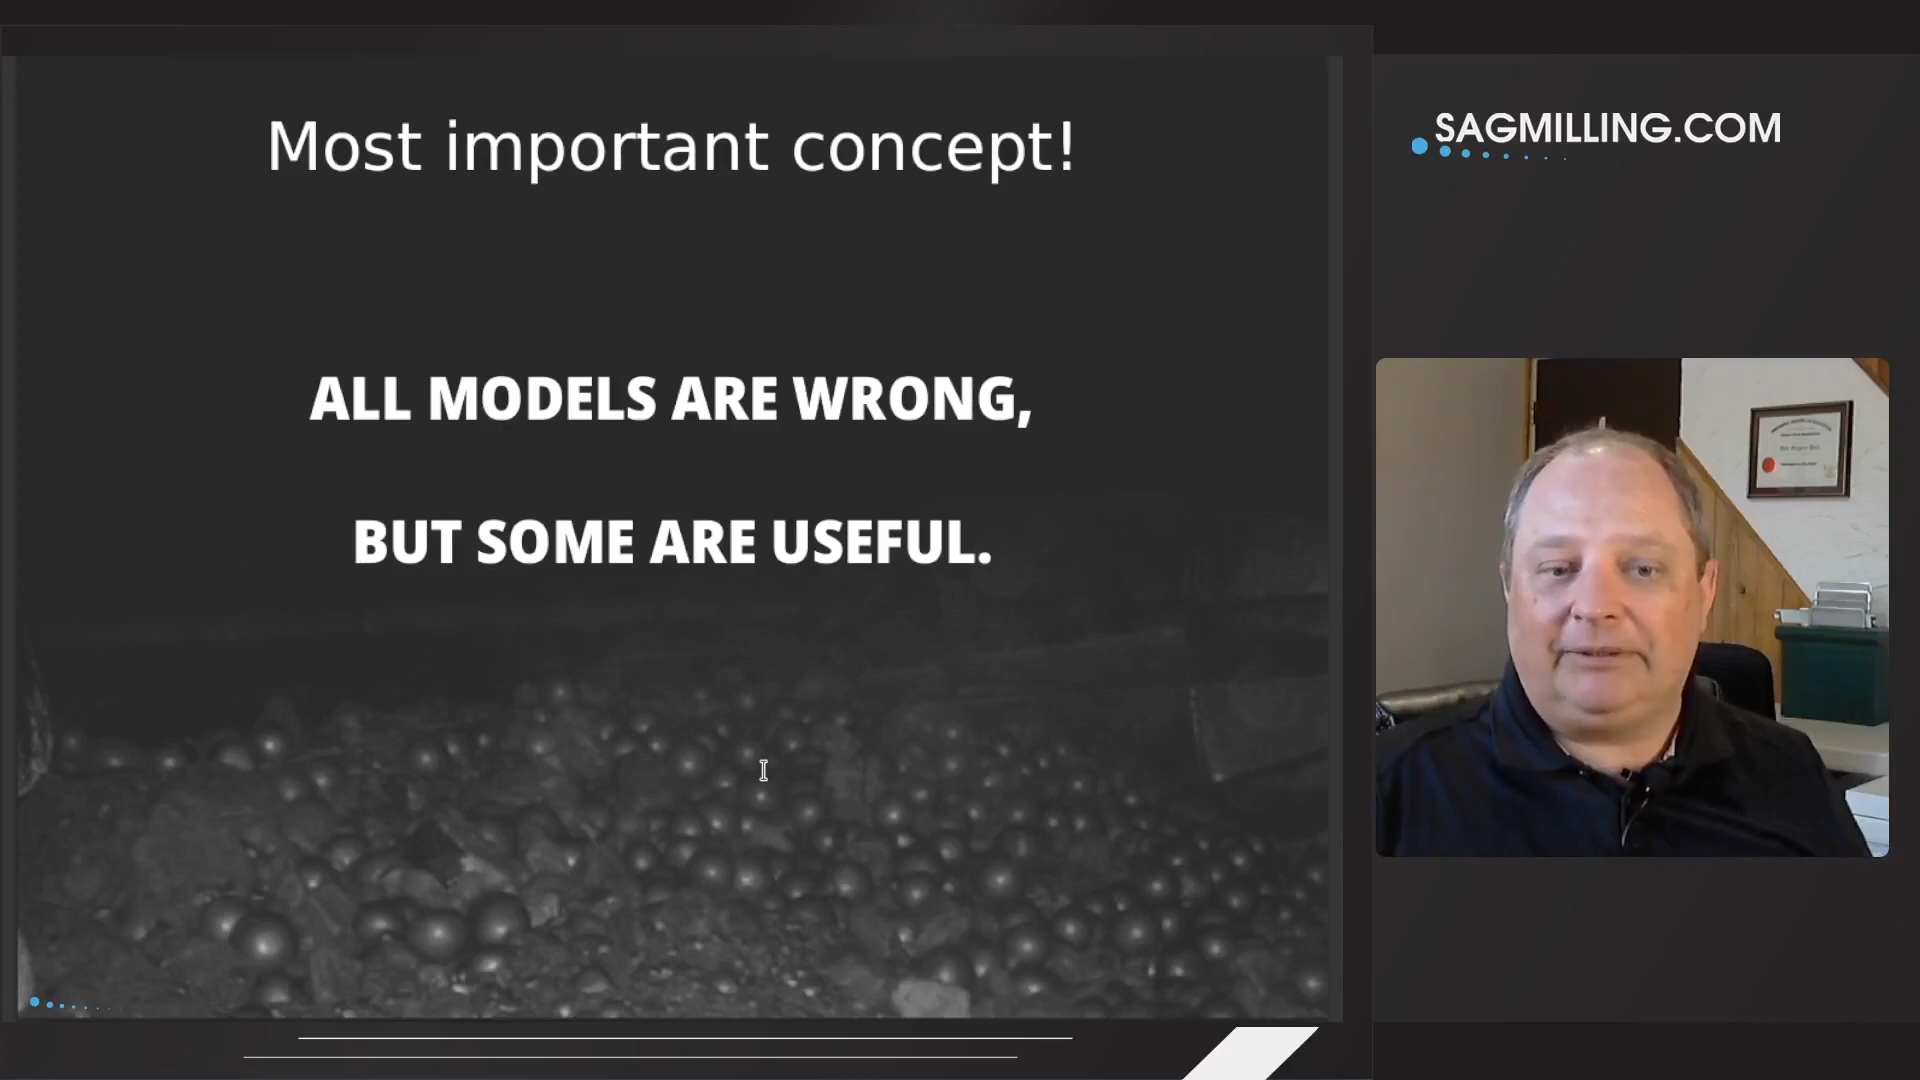 Most important concept!
ALL MODELS ARE WRONG,
BUT SOME ARE USEFUL.
SAGMILLING.COM